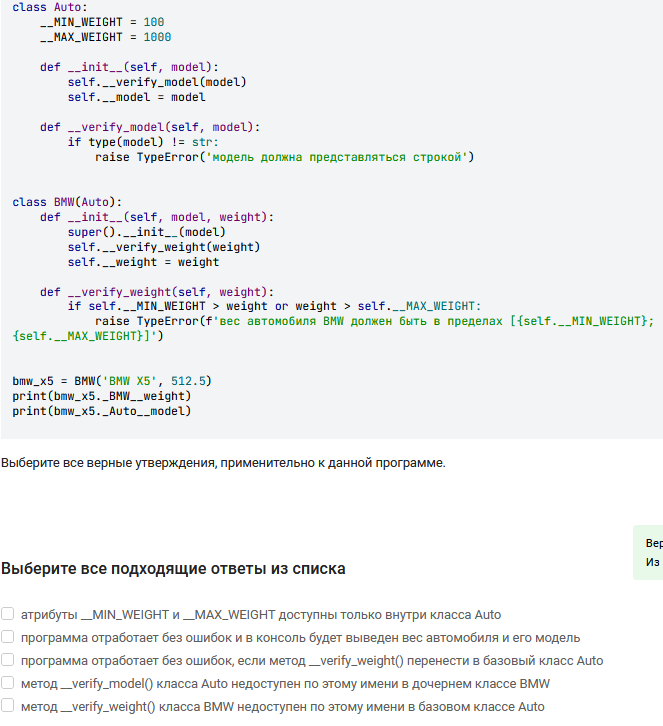 class Auto:
    __MIN_WEIGHT = 100
    __MAX_WEIGHT = 1000
    def __init__(self, model):
        self.__verify_model(model)
        self.__model = model
    def __verify_model(self, model):
        if type(model) != str:
            raise TypeError('модель должна представляться строкой')
class BMW(Auto):
    def __init__(self, model, weight):
        super().__init__(model)
        self.__verify_weight(weight)
        self.__weight = weight
    def __verify_weight(self, weight):
        if self.__MIN_WEIGHT > weight or weight > self.__MAX_WEIGHT:
            raise TypeError(f'вес автомобиля BMW должен быть в пределах [{self.__MIN_WEIGHT};
{self.__MAX_WEIGHT}]')
bmw_x5 = BMW('BMW X5', 512.5)
print(bmw_x5._BMW__weight)
print(bmw_x5._Auto__model)
Выберите все верные утверждения, применительно к данной программе.
Вер
Из
Выберите все подходящие ответы из списка
атрибуты __MIN_WEIGHT и __MAX_WEIGHT доступны только внутри класса Auto
программа отработает без ошибок и в консоль будет выведен вес автомобиля и его модель
программа отработает без ошибок, если метод __verify_weight() перенести в базовый класс Auto
метод __verify_model() класса Auto недоступен по этому имени в дочернем классе BMW
метод __verify_weight() класса BMW недоступен по этому имени в базовом классе Auto